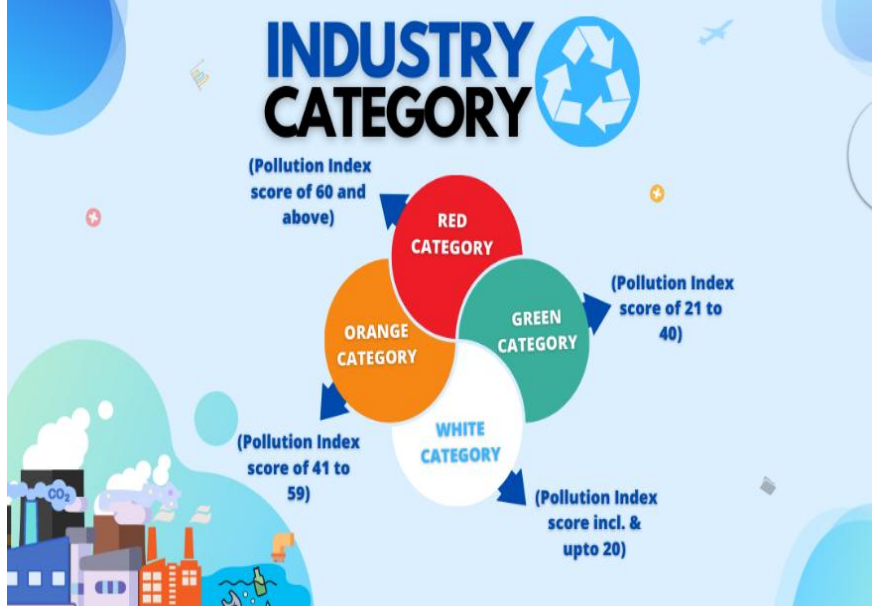 INDUSTRY
CATEGORY
(Pollution Index
score of 60 and
above)
RED
CATEGORY
(Pollution Index
score of 21 to
40)
GREEN
CATEGORY
ORANGE
CATEGORY
WHITE
CATEGORY
(Pollution Index
score of 41 to
59)
(Pollution Index
score incl. &
upto 20)
CO2